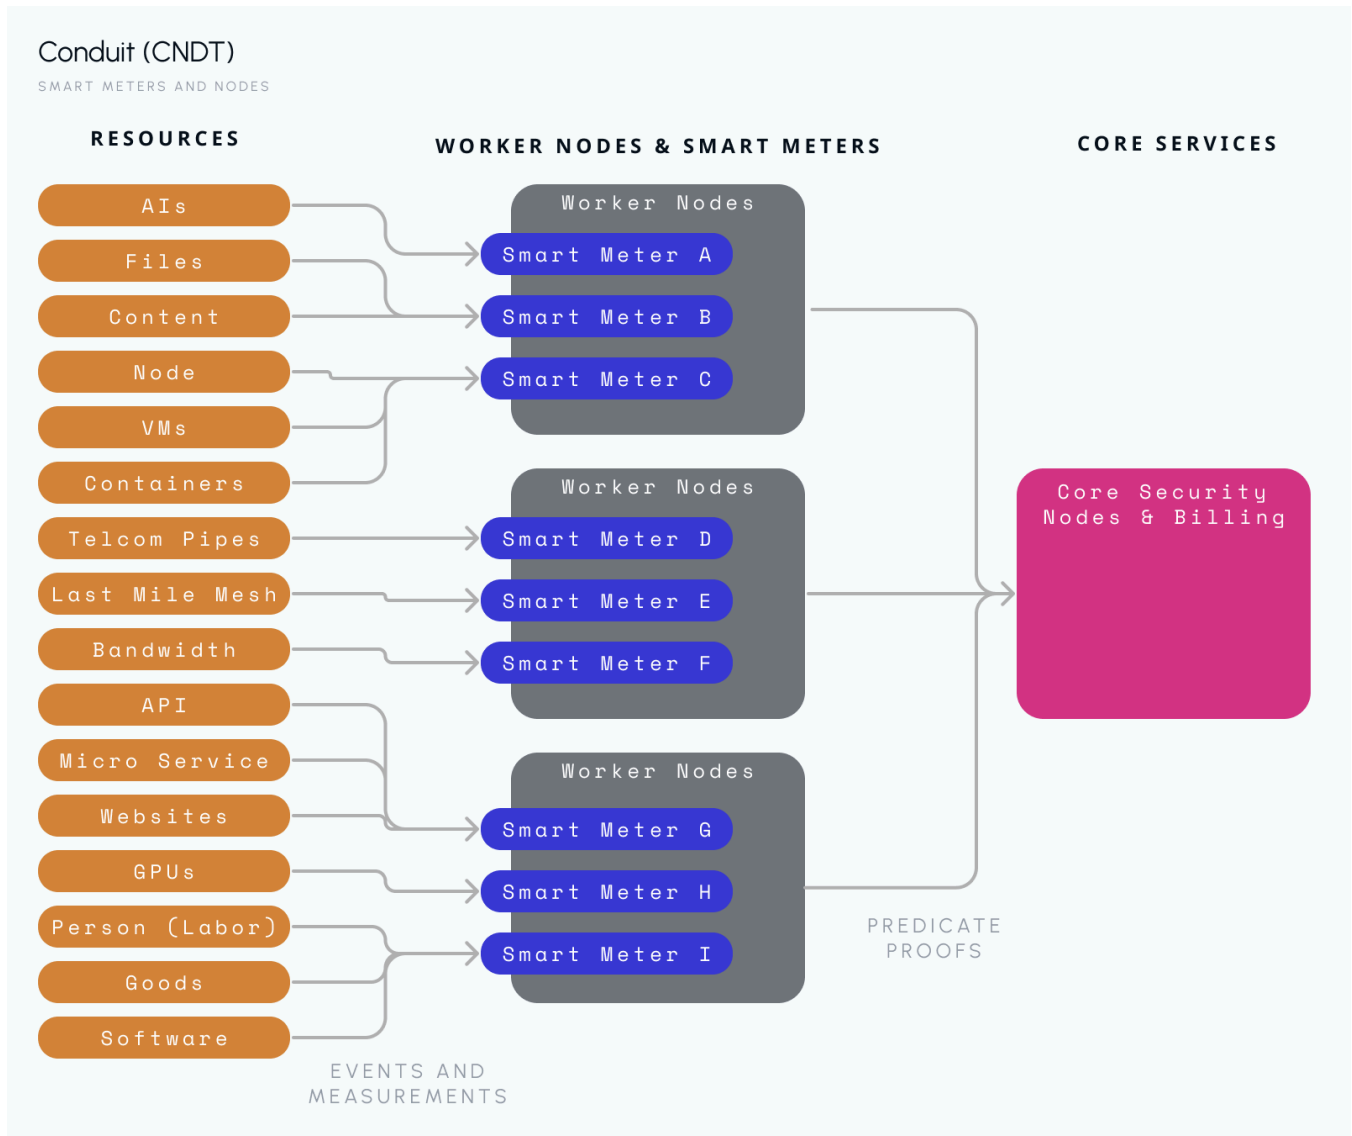 Conduit (CNDT)
SMART METERS AND NODES
RESOURCES
AIs
Files
Content
Node
VMs
Containers
Telcom Pipes
Last Mile Mesh
Bandwidth
API
Micro Service
Websites
GPUs
Person (Labor)
Goods
Software
EVENTS AND
MEASUREMENTS
WORKER NODES & SMART METERS
Worker Nodes
Smart Meter A
Smart Meter B
Smart Meter C
Worker Nodes
Smart Meter D
Smart Meter E
Smart Meter F
Worker Nodes
Smart Meter G
Smart Meter H
Smart Meter I
PREDICATE
PROOFS
CORE SERVICES
Core Security
Nodes & Billing